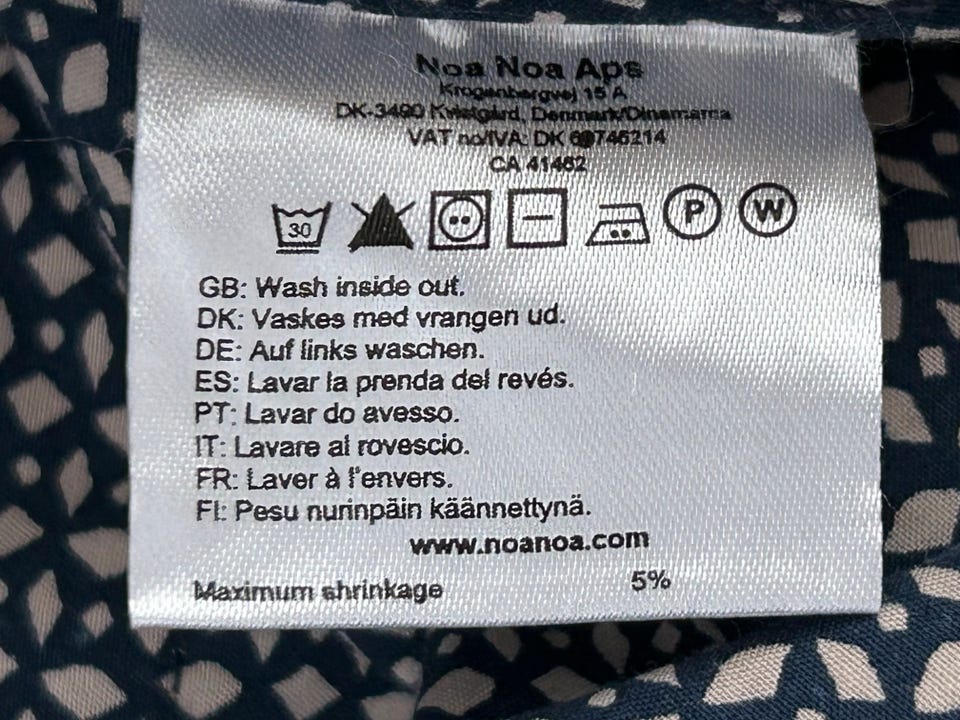 Noa Noa Aps
Krogenbergvej 15 A
DK-3490 Kvistgård, Denmark/Dinamarca
VAT no/IVA: DK
CA 41462
30
P
W
GB: Wash inside out.
DK: Vaskes med vrangen ud.
DE: Auf links waschen.
ES: Lavar la prenda del revés.
PT: Lavar do avesso.
IT: Lavare al rovescio.
FR: Laver à l'envers.
FI: Pesu nurinpäin käännettynä.
www.noanoa.com
Maximum shrinkage 5%